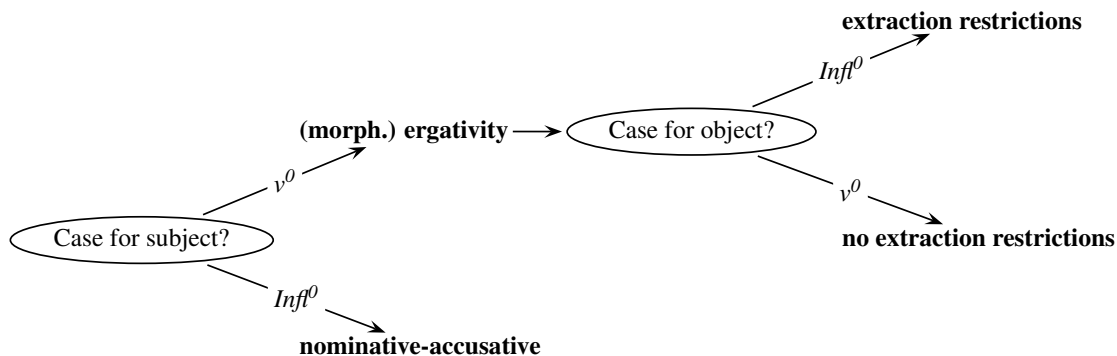 extraction restrictions
Infl⁰
(morph.) ergativity
Case for object?
v⁰
v⁰
Case for subject?
no extraction restrictions
Infl⁰
nominative-accusative